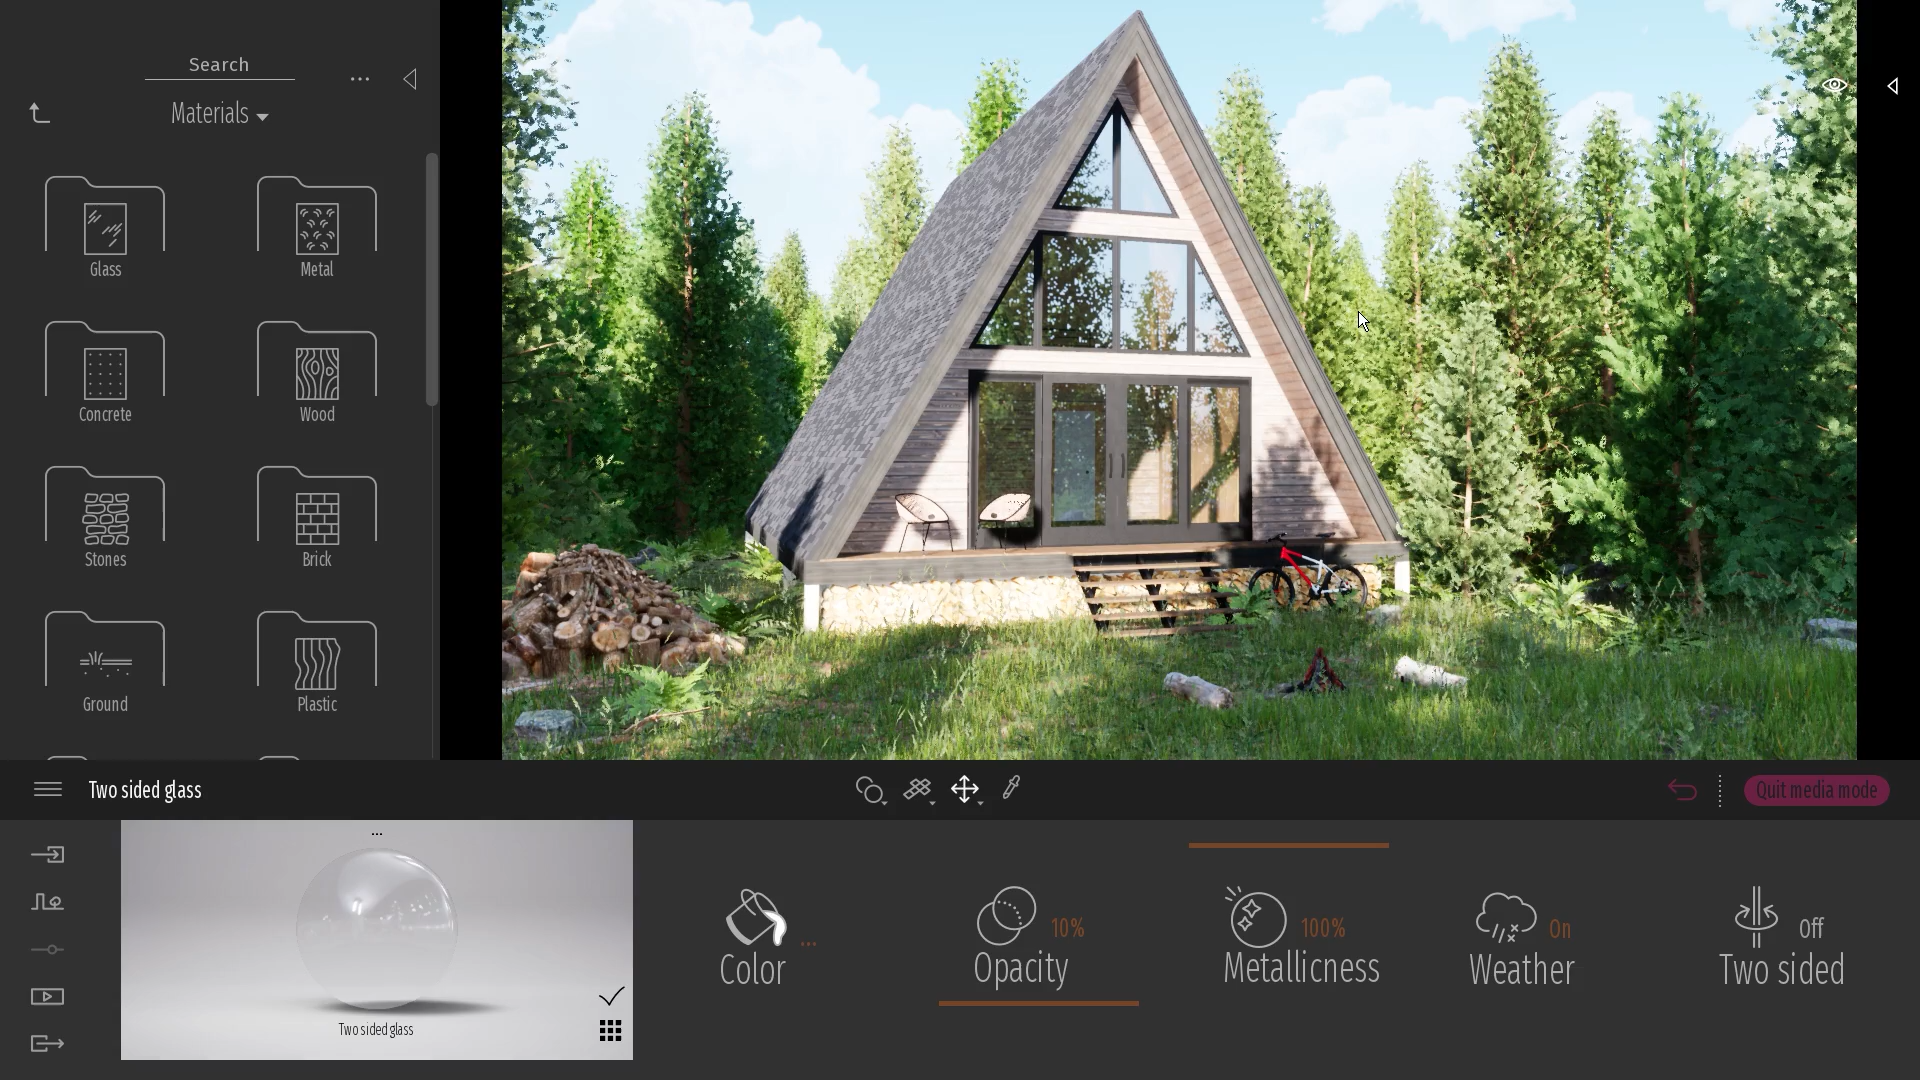 Search
...
Materials
Glass
Metal
Concrete
Wood
Stones
Brick
Ground
Plastic
Two sided glass
Quit media mode
...
Two sided glass
...
Color
10%
Opacity
100%
Metallicness
On
Weather
Off
Two sided